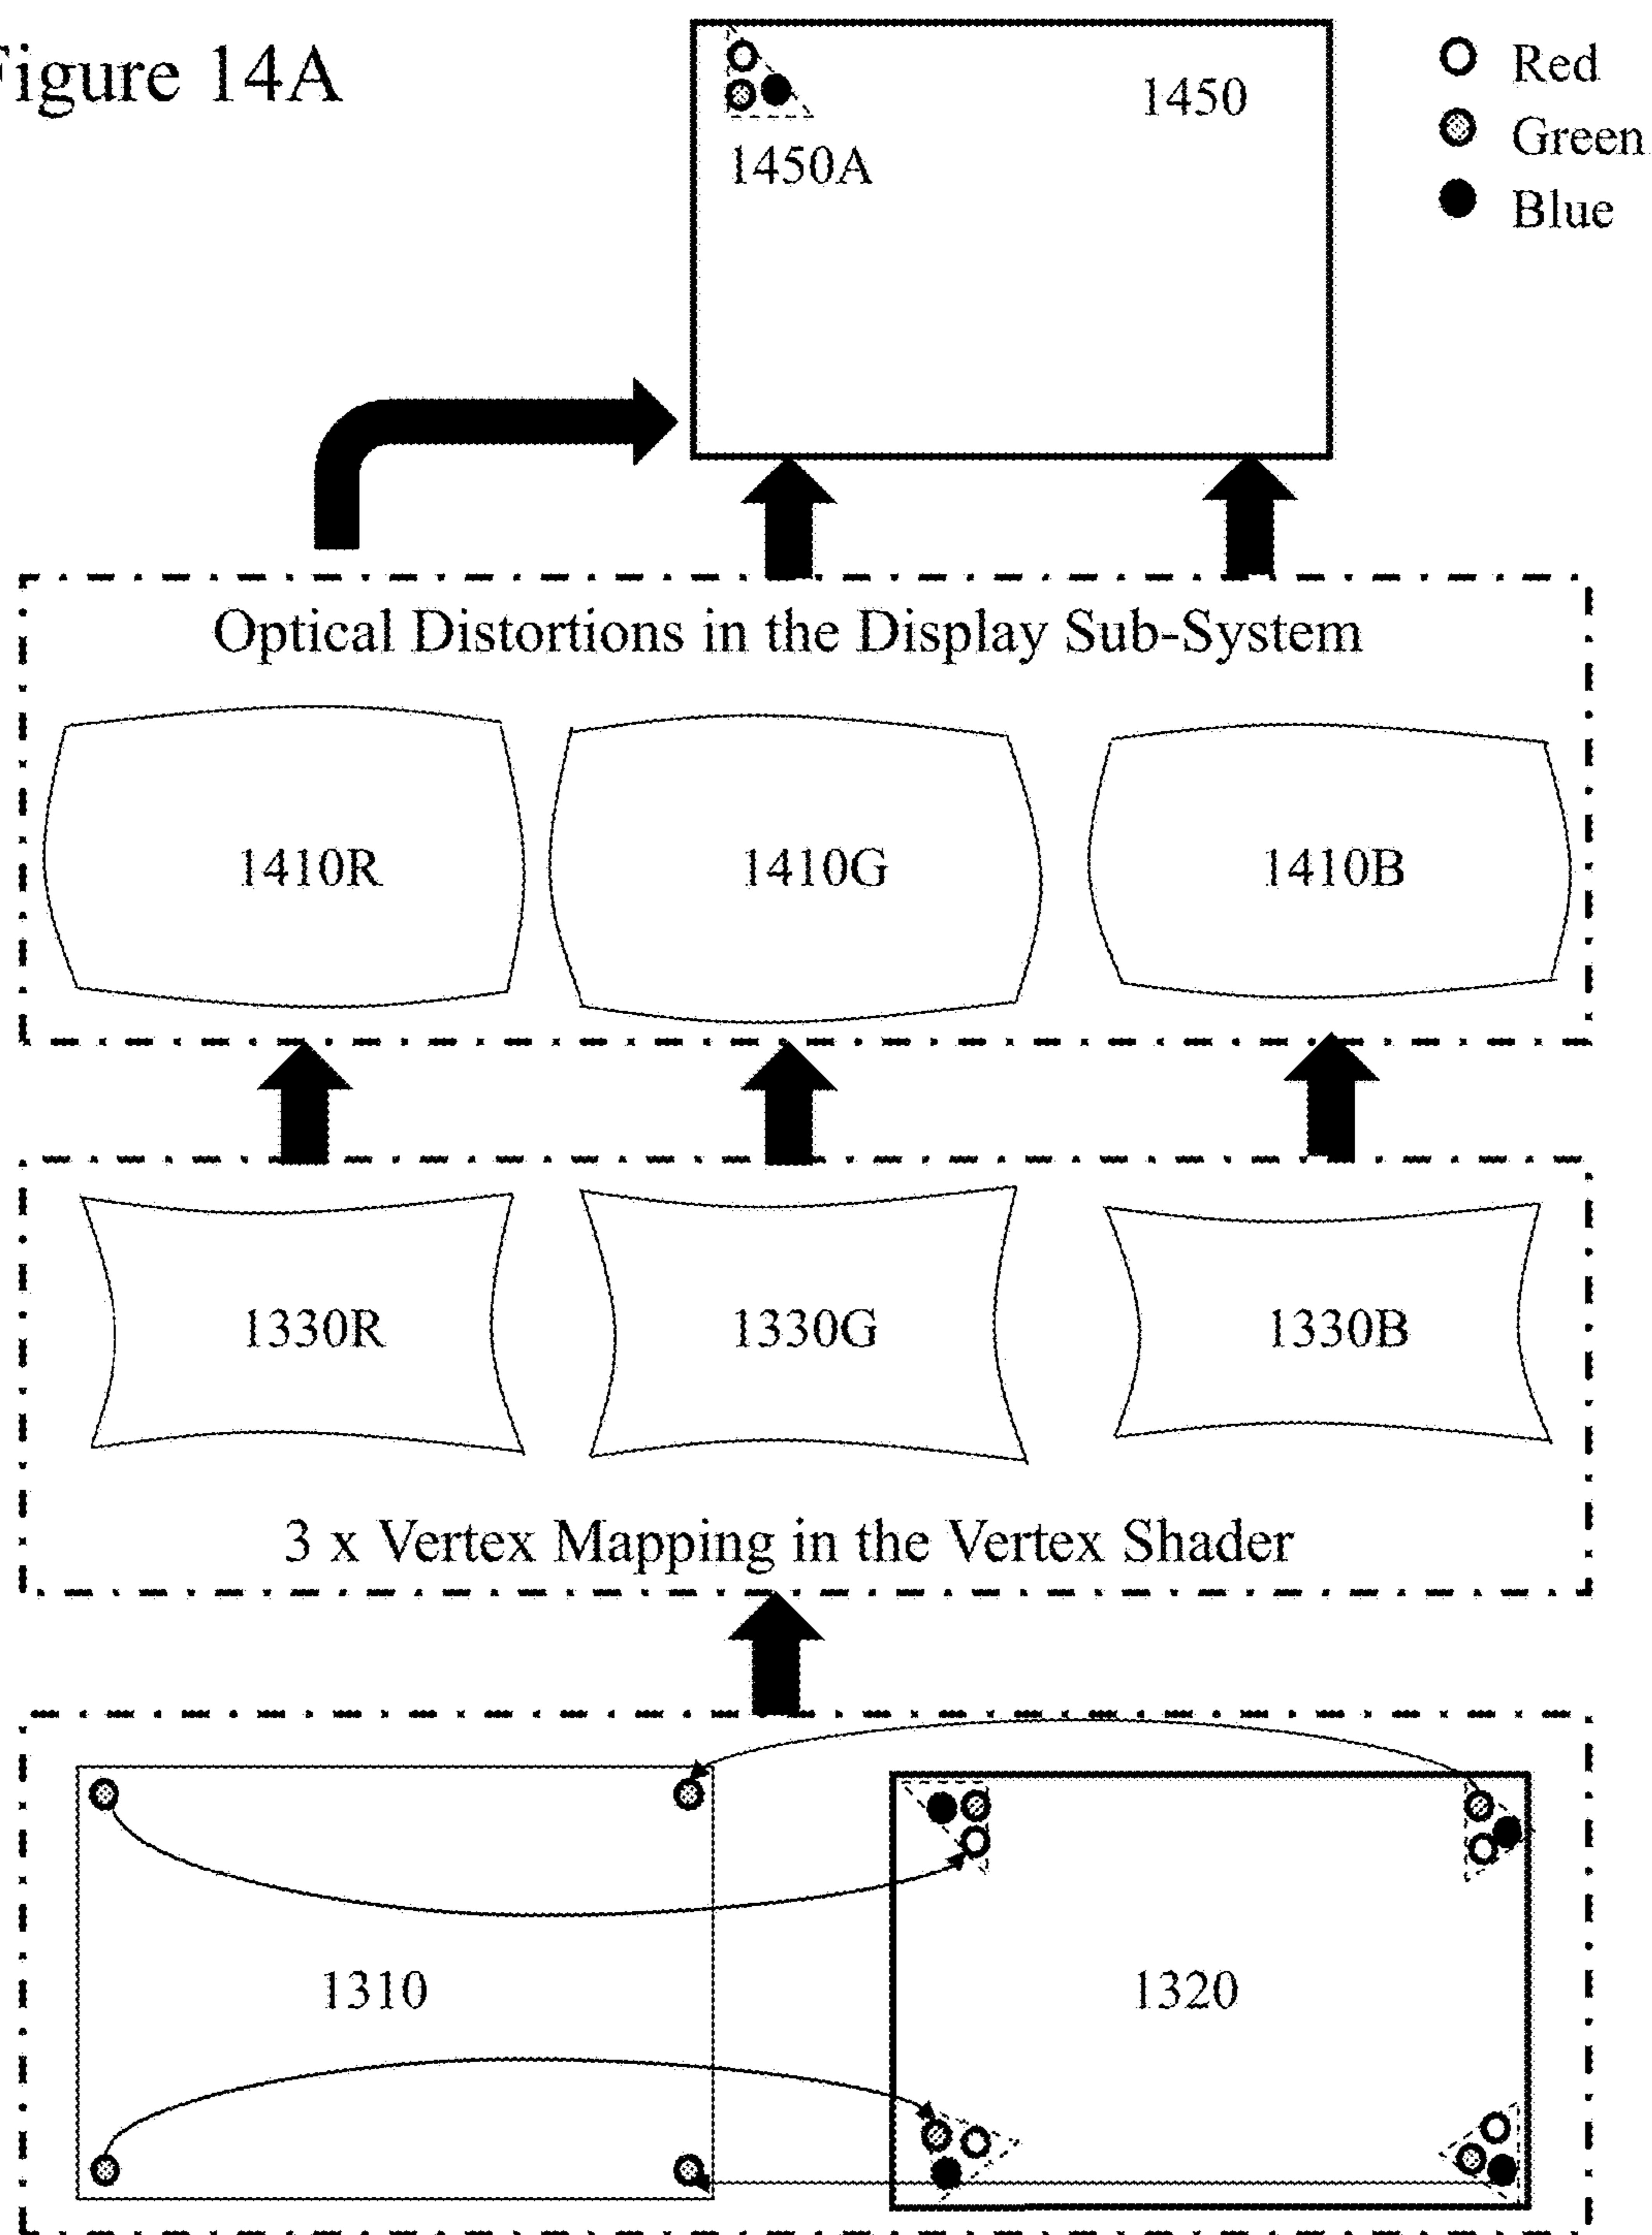 Figure 14A
1450
1450A
Red
Green
Blue
Optical Distortions in the Display Sub-System
1410R
1410G
1410B
1330R
1330G
1330B
3 x Vertex Mapping in the Vertex Shader
1310
1320